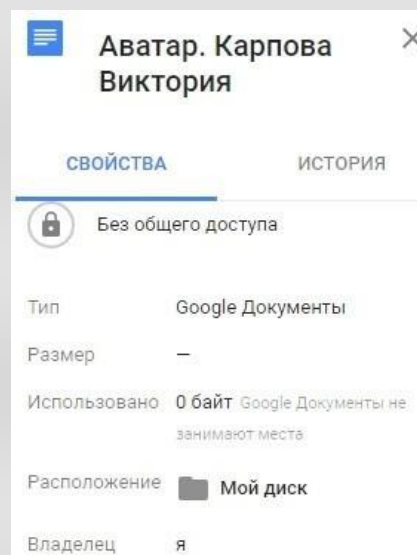 Аватар. Карпова
Виктория
СВОЙСТВА ИСТОРИЯ
Без общего доступа
Тип Google Документы
Размер —
Использовано 0 байт Google Документы не
занимают места
Расположение Мой диск
Владелец я